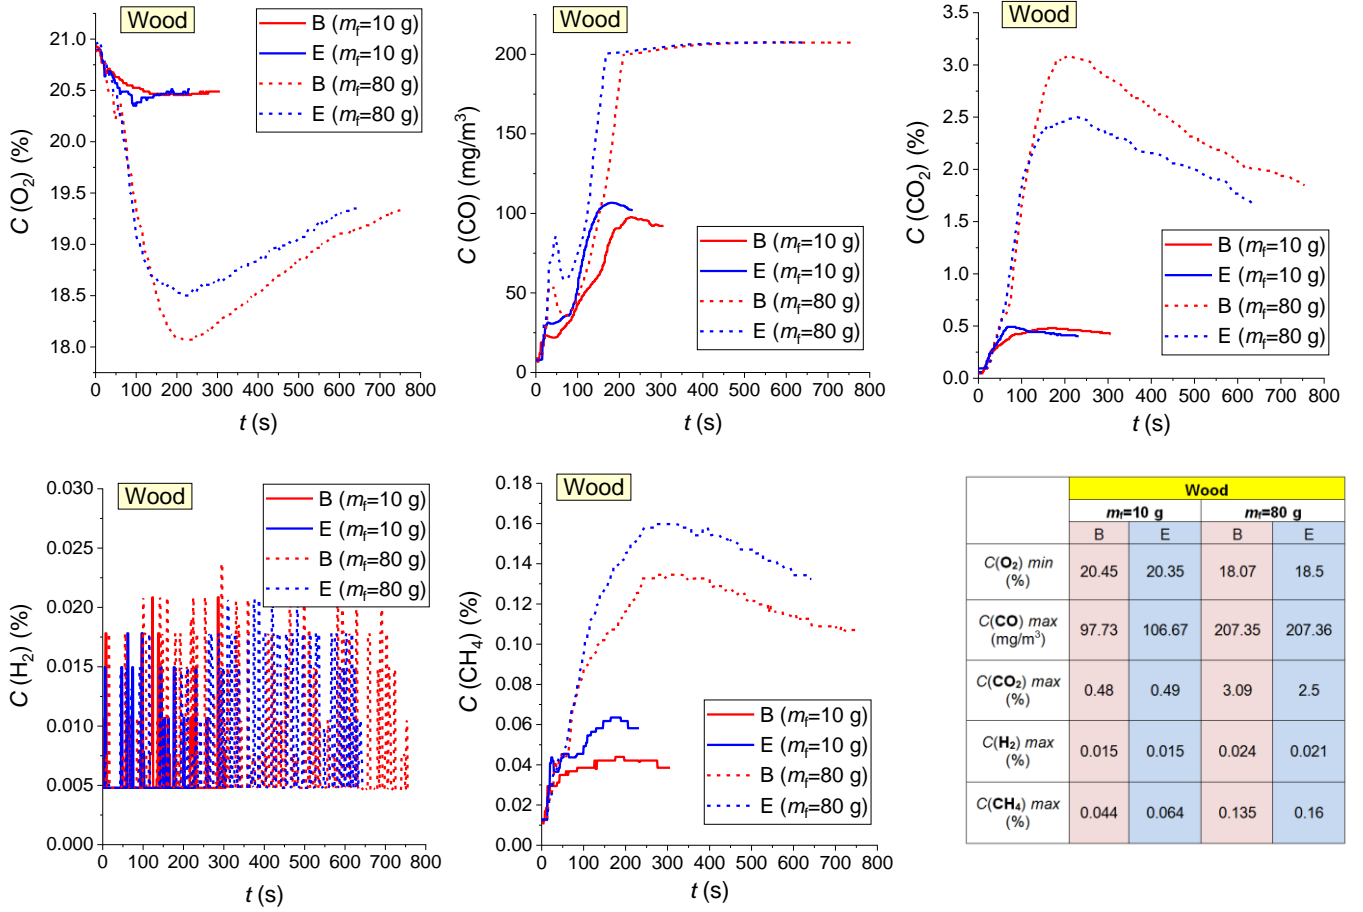 Wood
B (mf=10 g)
E (mf=10 g)
B (mf=80 g)
E (mf=80 g)
21.0
20.5
20.0
19.5
19.0
18.5
18.0
C (O2) (%)
0 100 200 300 400 500 600 700 800
t (s)
Wood
200
150
100
50
0
C (CO) (mg/m3)
B (mf=10 g)
E (mf=10 g)
B (mf=80 g)
E (mf=80 g)
0 100 200 300 400 500 600 700 800
t (s)
Wood
3.5
3.0
2.5
2.0
1.5
1.0
0.5
0.0
C (CO2) (%)
B (mf=10 g)
E (mf=10 g)
B (mf=80 g)
E (mf=80 g)
0 100 200 300 400 500 600 700 800
t (s)
Wood
B (mf=10 g)
E (mf=10 g)
B (mf=80 g)
E (mf=80 g)
0.030
0.025
0.020
0.015
0.010
0.005
0.000
C (H2) (%)
0 100 200 300 400 500 600 700 800
t (s)
Wood
0.18
0.16
0.14
0.12
0.10
0.08
0.06
0.04
0.02
0.00
C (CH4) (%)
B (mf=10 g)
E (mf=10 g)
B (mf=80 g)
E (mf=80 g)
0 100 200 300 400 500 600 700 800
t (s)
Wood
mf=10 g mf=80 g
B E B E
C(O2) min (%) 20.45 20.35 18.07 18.5
C(CO) max (mg/m3) 97.73 106.67 207.35 207.36
C(CO2) max (%) 0.48 0.49 3.09 2.5
C(H2) max (%) 0.015 0.015 0.024 0.021
C(CH4) max (%) 0.044 0.064 0.135 0.16